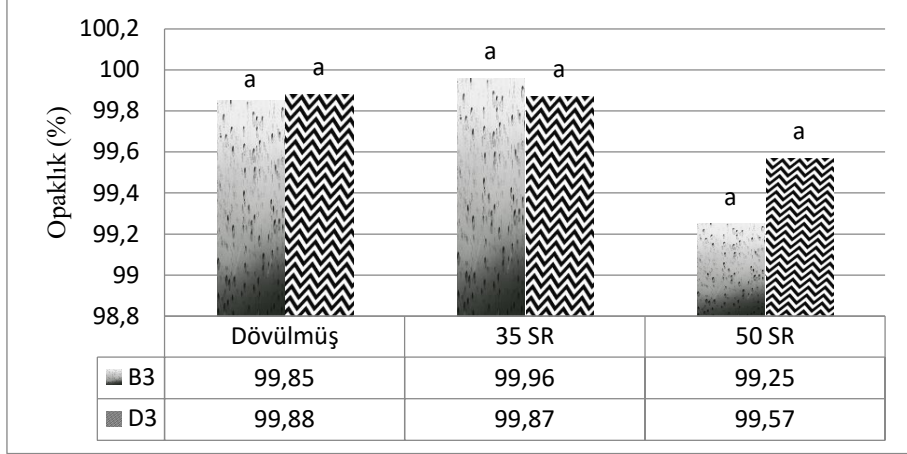 100,2
100
99,8
99,6
99,4
99,2
99
98,8
Opaklık (%)
a a a a a a
Dövülmüş 35 SR 50 SR
B3 99,85 99,96 99,25
D3 99,88 99,87 99,57